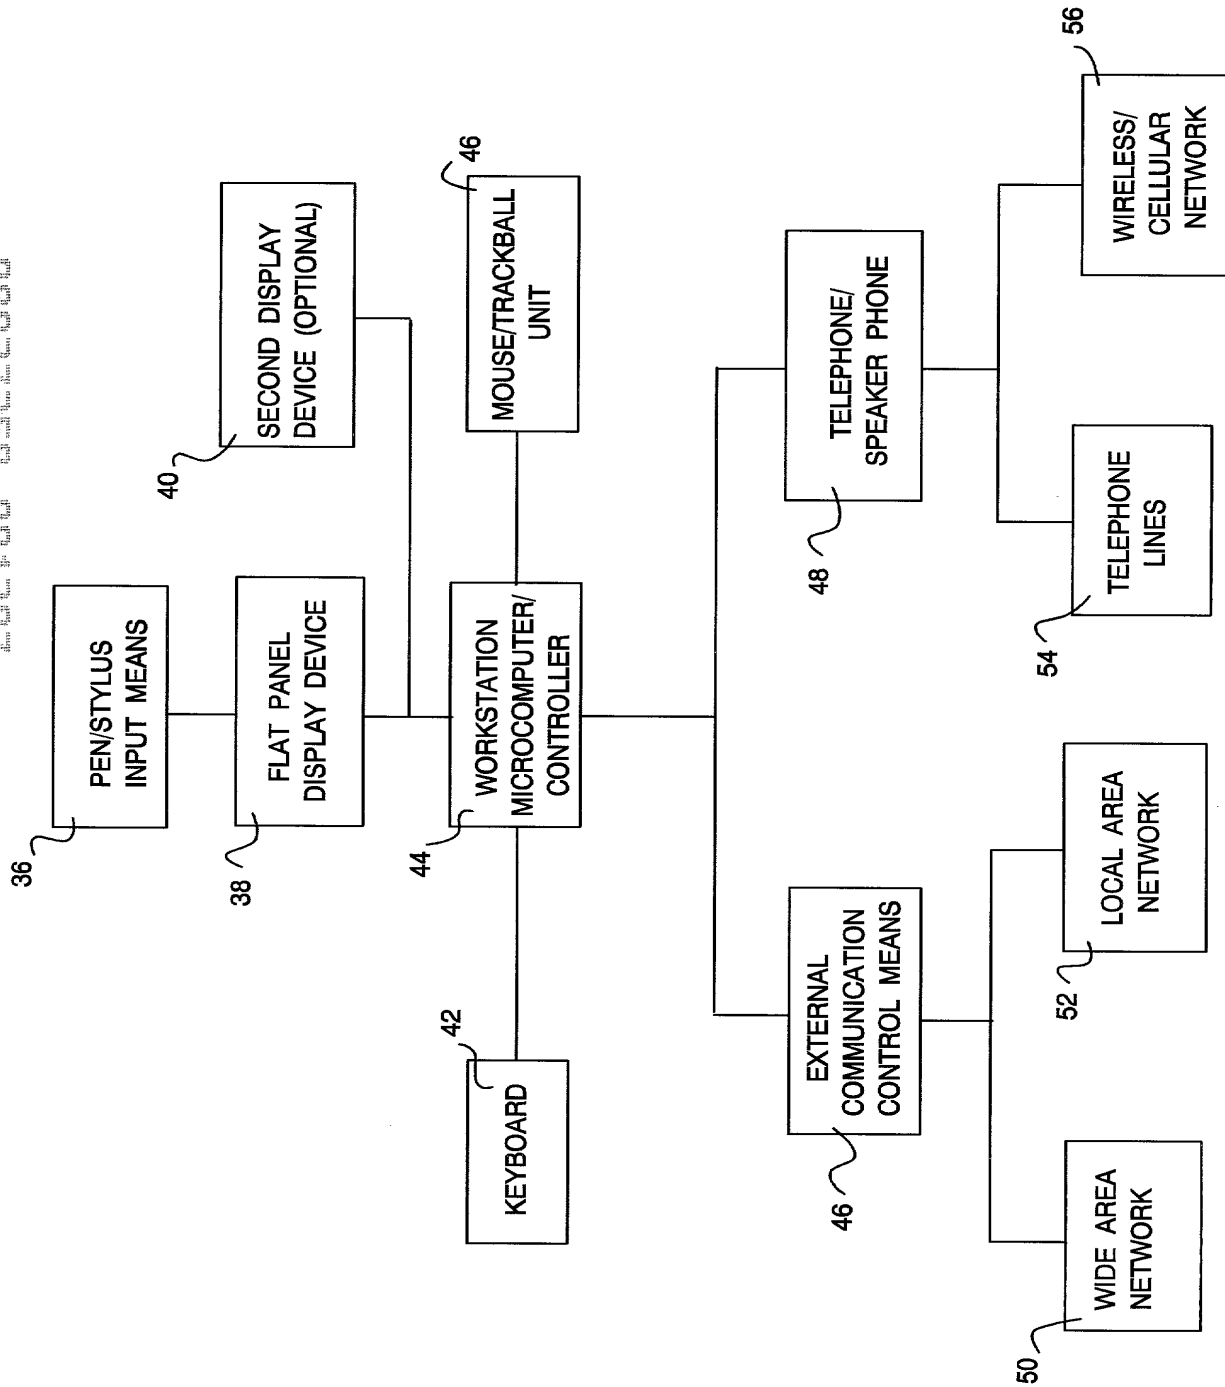 36
PEN/STYLUS
INPUT MEANS
38
FLAT PANEL
DISPLAY DEVICE
40
SECOND DISPLAY
DEVICE (OPTIONAL)
42
KEYBOARD
44
WORKSTATION
MICROCOMPUTER/
CONTROLLER
46
MOUSE/TRACKBALL
UNIT
46
EXTERNAL
COMMUNICATION
CONTROL MEANS
48
TELEPHONE/
SPEAKER PHONE
50
WIDE AREA
NETWORK
52
LOCAL AREA
NETWORK
54
TELEPHONE
LINES
56
WIRELESS/
CELLULAR
NETWORK